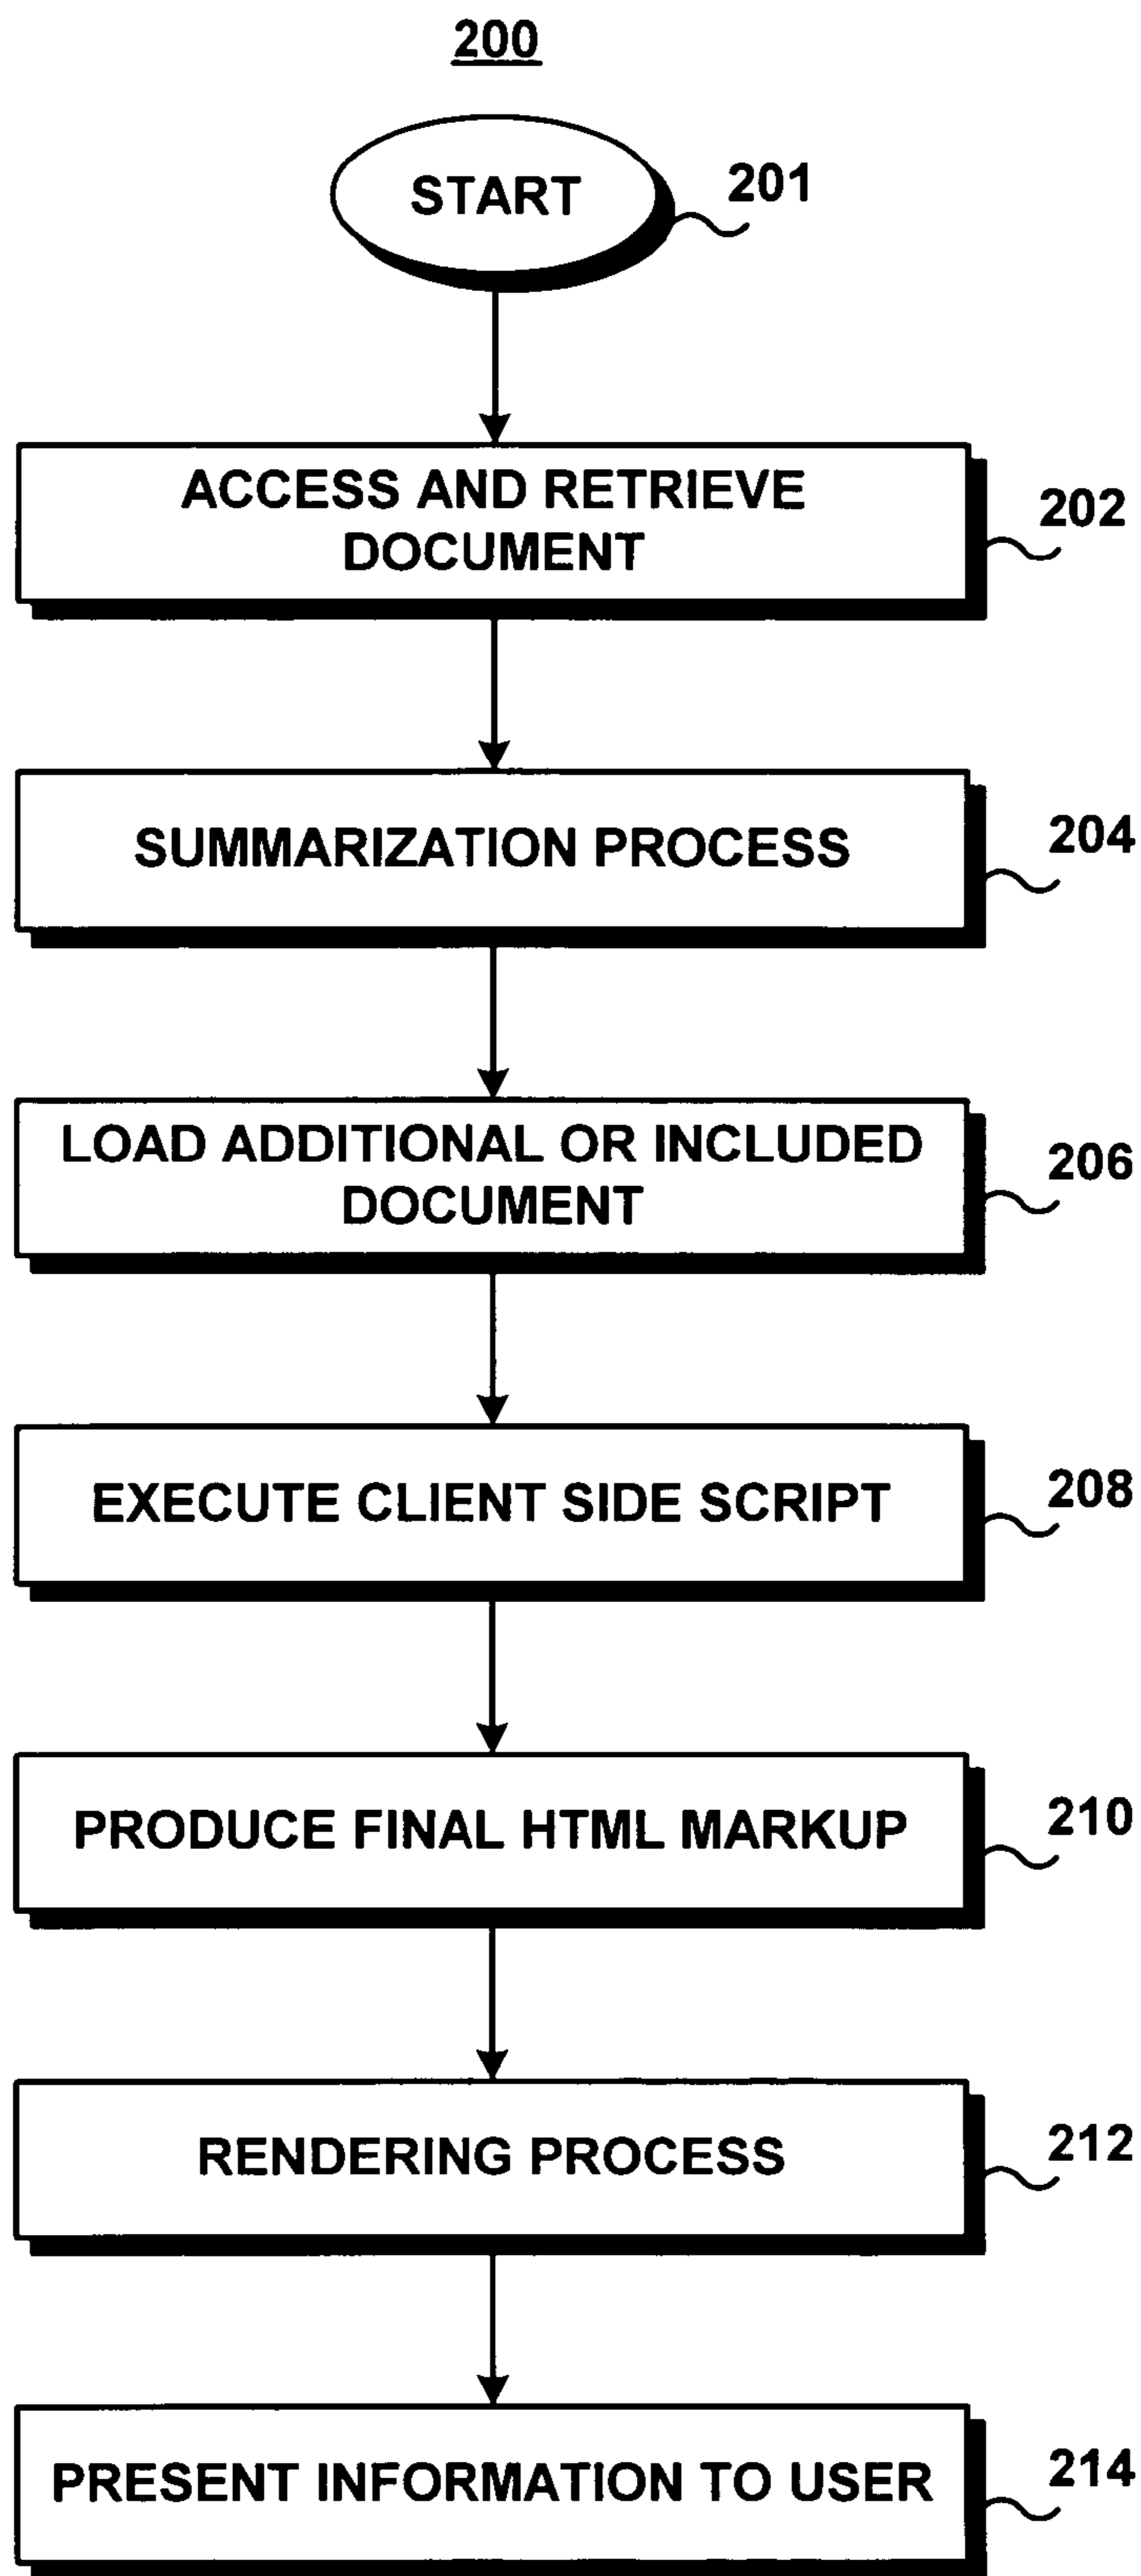 200
START
201
ACCESS AND RETRIEVE
DOCUMENT
202
SUMMARIZATION PROCESS
204
LOAD ADDITIONAL OR INCLUDED
DOCUMENT
206
EXECUTE CLIENT SIDE SCRIPT
208
PRODUCE FINAL HTML MARKUP
210
RENDERING PROCESS
212
PRESENT INFORMATION TO USER
214